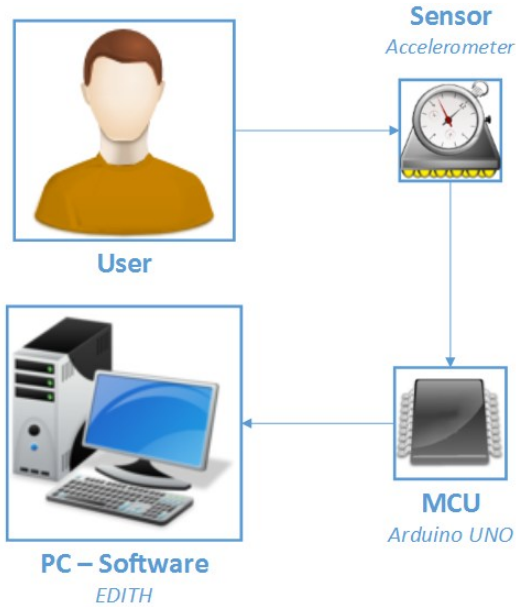 Sensor
Accelerometer
User
MCU
Arduino UNO
PC – Software
EDITH